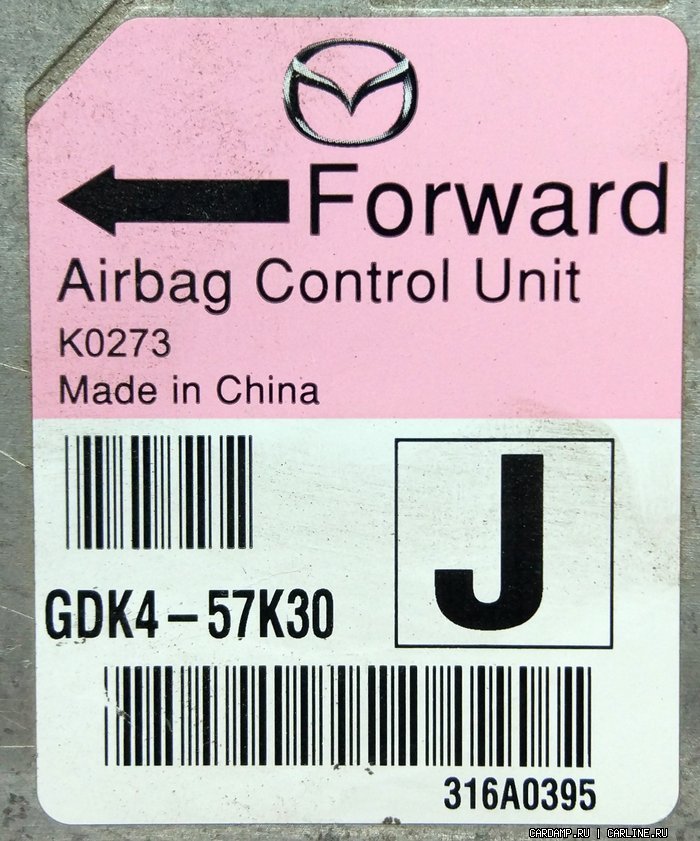 Forward
Airbag Control Unit
K0273
Made in China
J
GDK4-57K30
316A0395
CARDAMP.RU | CARLINE.RU